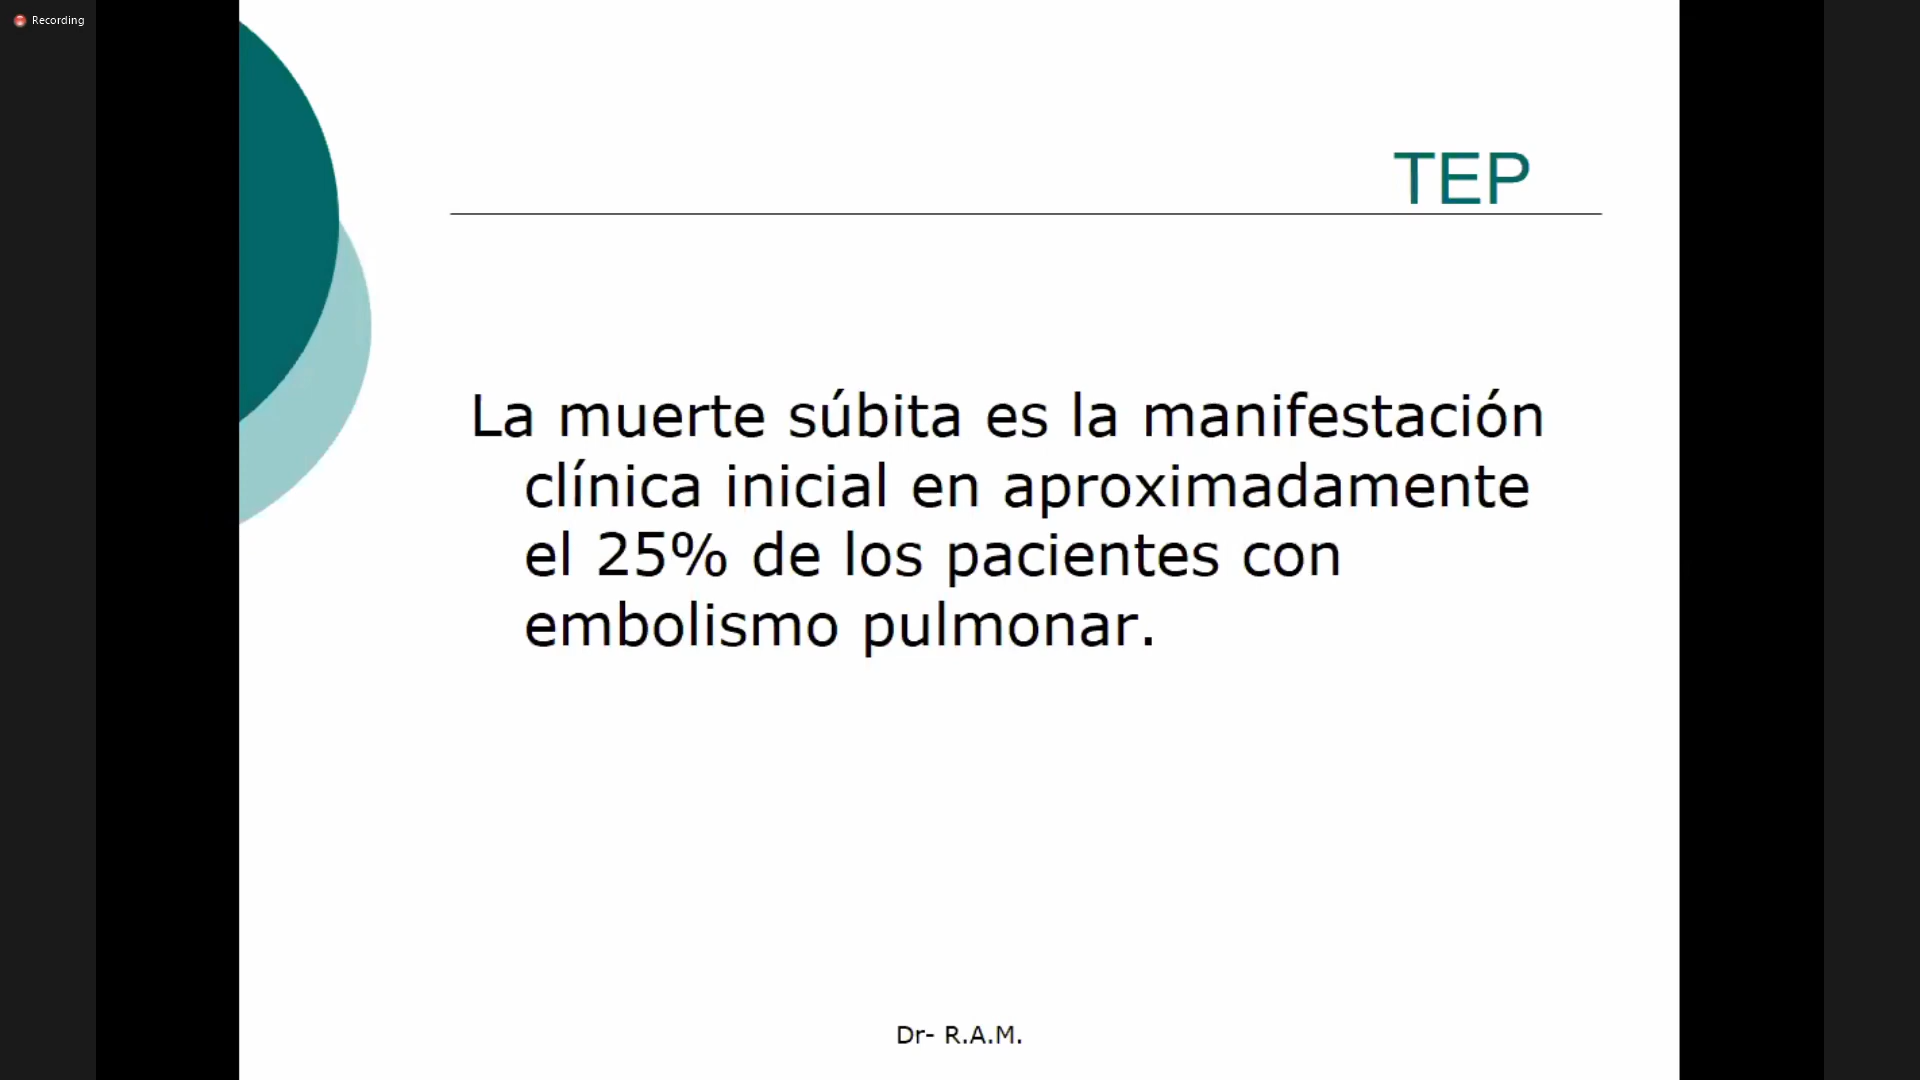 Recording
TEP
La muerte súbita es la manifestación
clínica inicial en aproximadamente
el 25% de los pacientes con
embolismo pulmonar.
Dr- R.A.M.